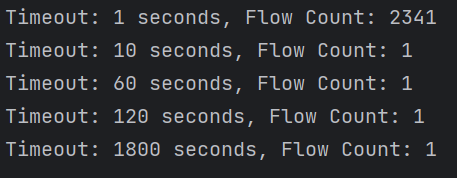 Timeout: 1 seconds, Flow Count: 2341
Timeout: 10 seconds, Flow Count: 1
Timeout: 60 seconds, Flow Count: 1
Timeout: 120 seconds, Flow Count: 1
Timeout: 1800 seconds, Flow Count: 1